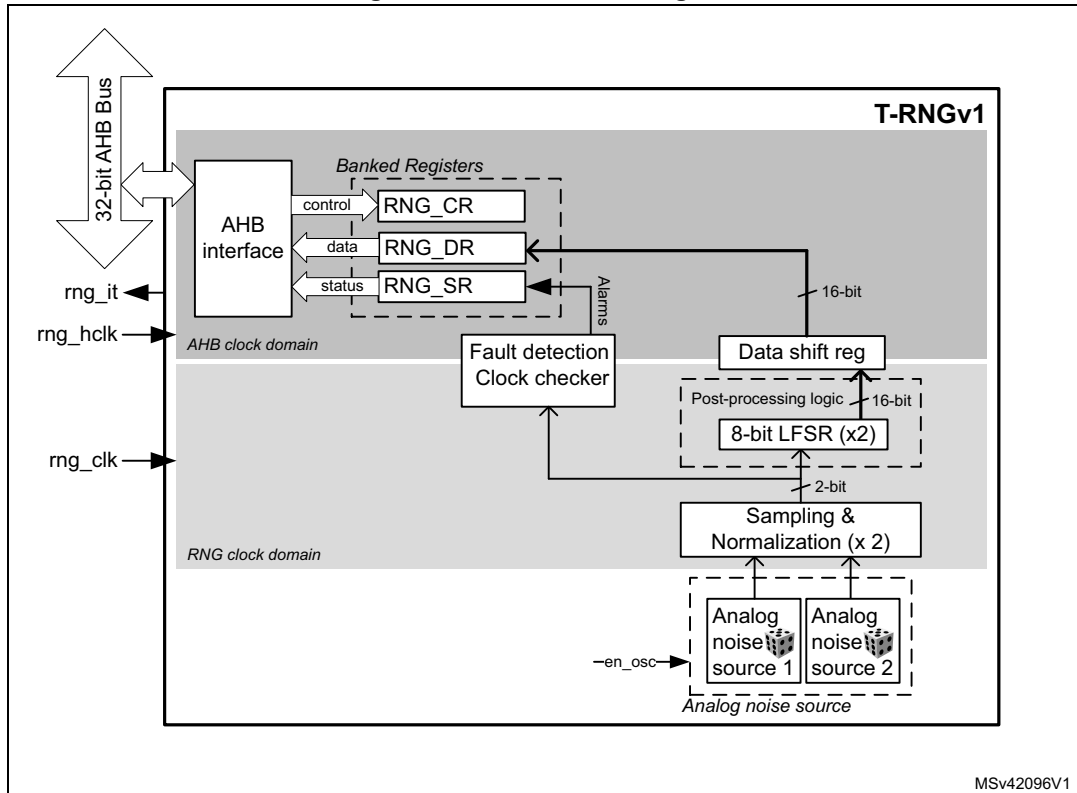 32-bit AHB Bus
T-RNGv1
Banked Registers
AHB
interface
control
RNG_CR
data
RNG_DR
status
RNG_SR
Alarms
16-bit
rng_it
rng_hclk
AHB clock domain
Fault detection
Clock checker
Data shift reg
Post-processing logic
16-bit
8-bit LFSR (x2)
rng_clk
2-bit
Sampling &
Normalization (x 2)
RNG clock domain
Analog
noise
source 1
Analog
noise
source 2
en_osc
Analog noise source
MSv42096V1